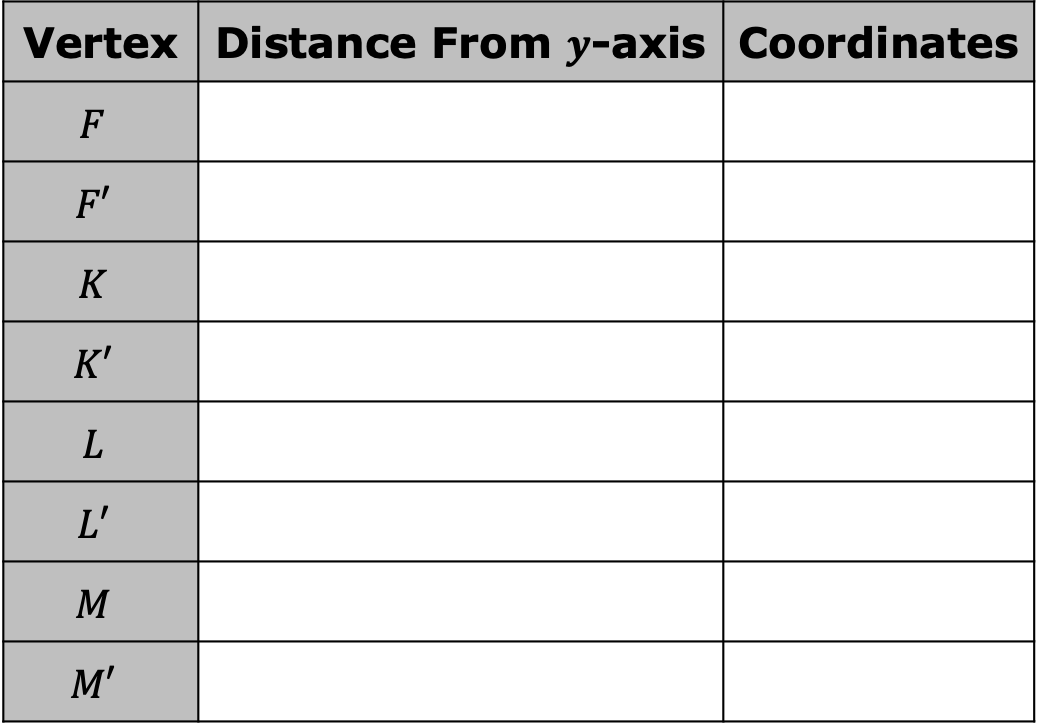 Vertex Distance From y-axis Coordinates
F
F′
K
K′
L
L′
M
M′